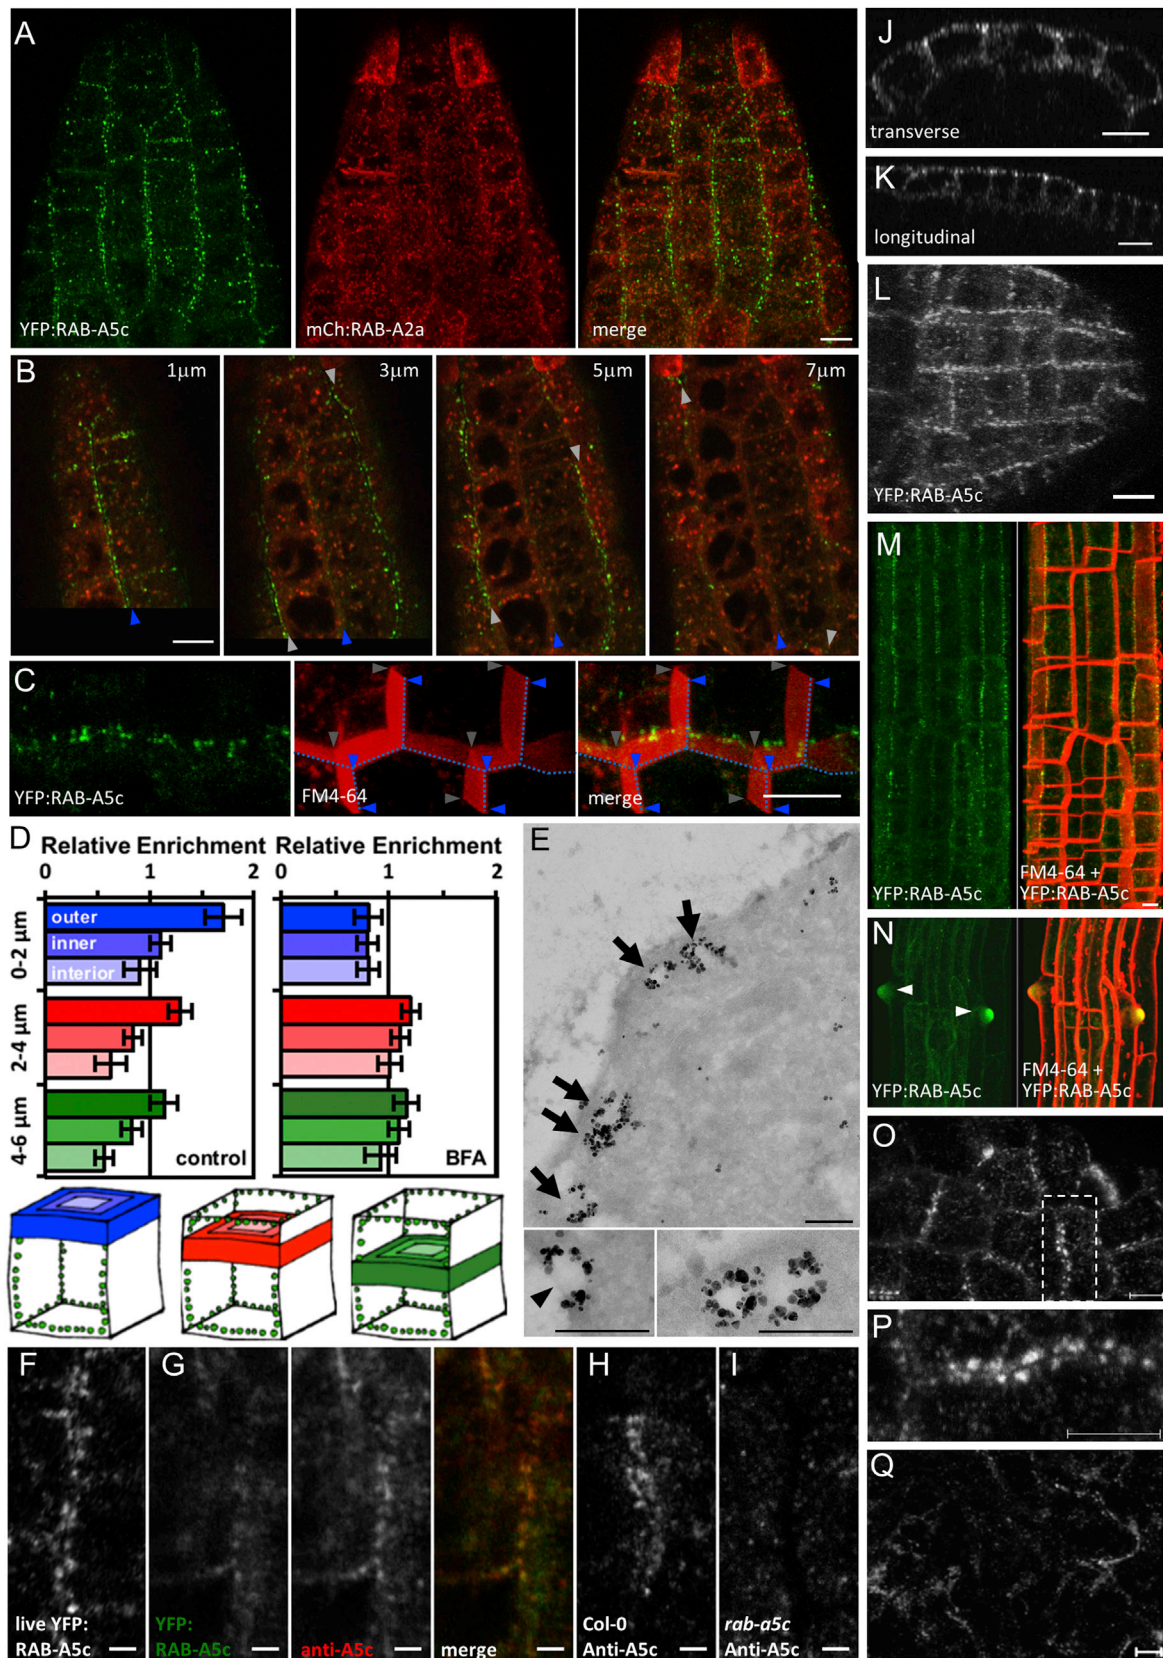 A
YFP:RAB-A5c
mCh:RAB-A2a
merge
B
1μm
3μm
5μm
7μm
C
YFP:RAB-A5c
FM4-64
merge
D
Relative Enrichment
0 1 2
Relative Enrichment
0 1 2
0-2 μm
outer
inner
interior
2-4 μm
4-6 μm
control
BFA
E
F
live YFP:
RAB-A5c
G
YFP:
RAB-A5c
anti-A5c
merge
H
Col-0
Anti-A5c
I
rab-a5c
Anti-A5c
J
transverse
K
longitudinal
L
YFP:RAB-A5c
M
YFP:RAB-A5c
FM4-64 +
YFP:RAB-A5c
N
YFP:RAB-A5c
FM4-64 +
YFP:RAB-A5c
O
P
Q